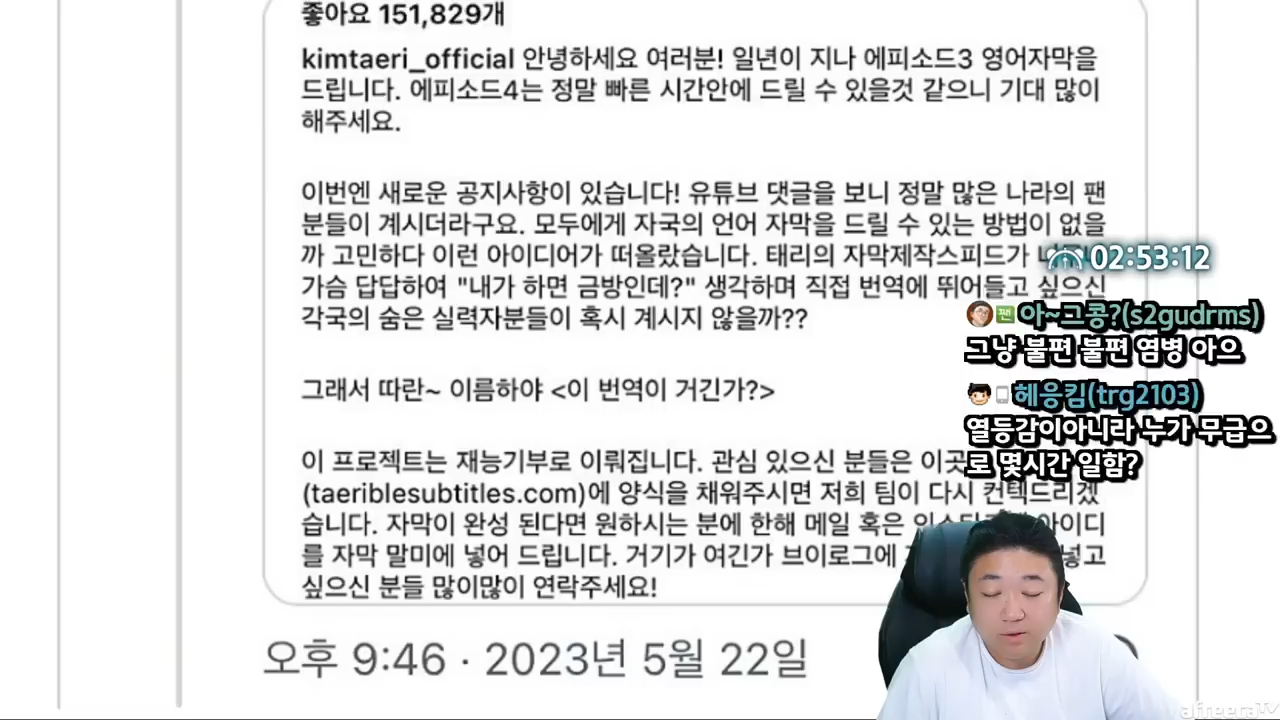 좋아요 151,829개
kimtaeri_official 안녕하세요 여러분! 일년이 지나 에피소드3 영어자막을
드립니다. 에피소드4는 정말 빠른 시간안에 드릴 수 있을것 같으니 기대 많이
해주세요.
이번엔 새로운 공지사항이 있습니다! 유튜브 댓글을 보니 정말 많은 나라의 팬
분들이 계시더라구요. 모두에게 자국의 언어 자막을 드릴 수 있는 방법이 없을
까 고민하다 이런 아이디어가 떠올랐습니다. 태리의 자막제작스피드가
가슴 답답하여 "내가 하면 금방인데?" 생각하며 직접 번역에 뛰어들고 싶으신
각국의 숨은 실력자분들이 혹시 계시지 않을까??
그래서 따란~ 이름하야 <이 번역이 거긴가?>
이 프로젝트는 재능기부로 이뤄집니다. 관심 있으신 분들은 이곳
(taeriblesubtitles.com)에 양식을 채워주시면 저희 팀이 다시 컨텍드리겠
습니다. 자막이 완성 된다면 원하시는 분에 한해 메일 혹은 아이디
를 자막 말미에 넣어 드립니다. 거기가 여긴가 브이로그에 넣고
싶으신 분들 많이많이 연락주세요!
오후 9:46 · 2023년 5월 22일
02:53:12
찐 아~그콩?(s2gudrms)
그냥 불편 불편 염병 아으
헤응킴(trg2103)
열등감이아니라 누가 무급으
로 몇시간 일함?
afreecaTV